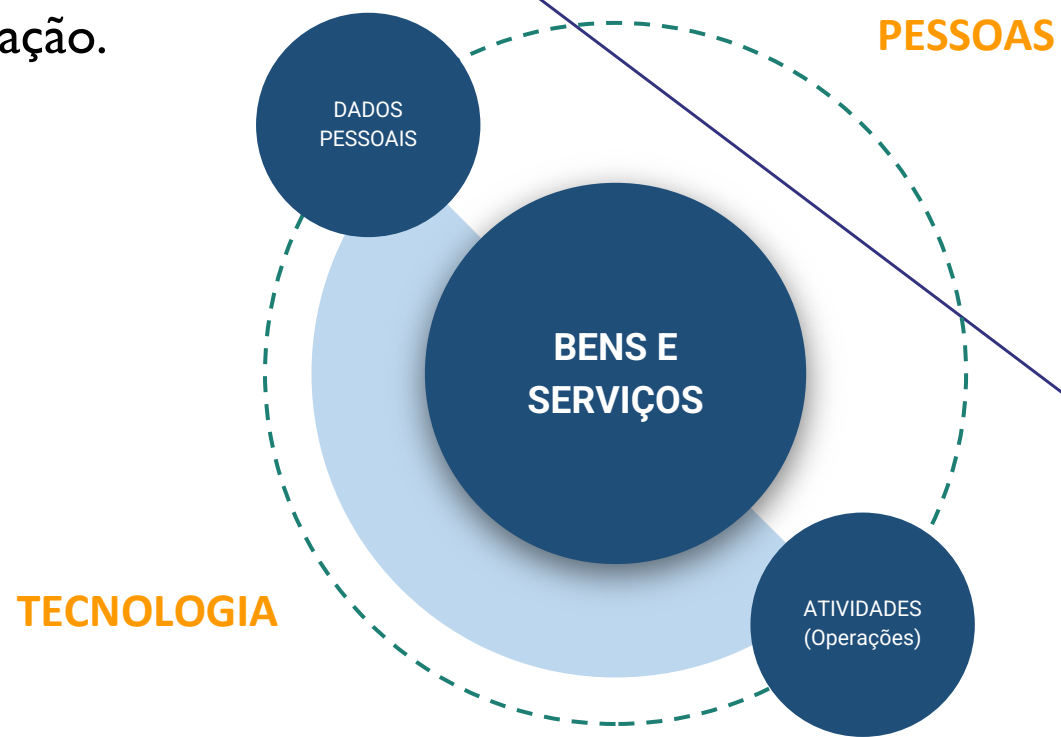 ação.
PESSOAS
DADOS
PESSOAIS
BENS E
SERVIÇOS
TECNOLOGIA
ATIVIDADES
(Operações)